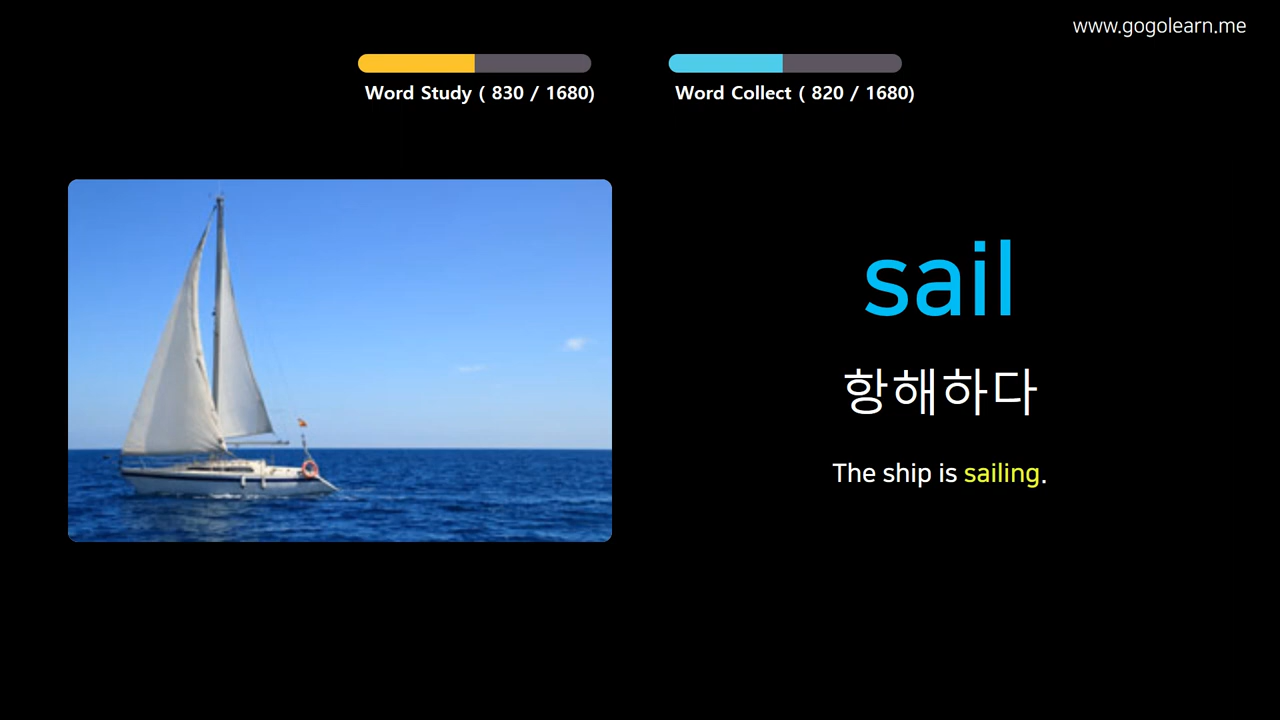 www.gogolearn.me
Word Study ( 830 / 1680)
Word Collect ( 820 / 1680)
sail
항해하다
The ship is sailing.